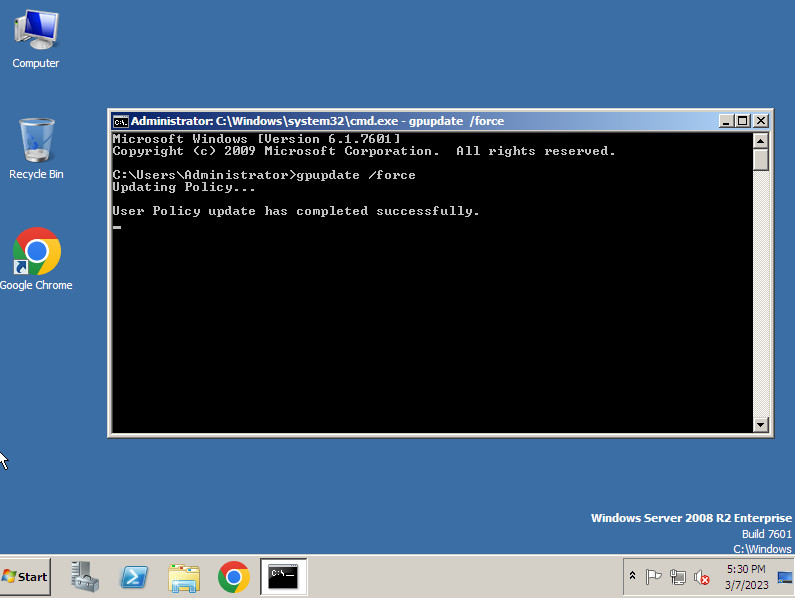 Computer
Recycle Bin
Google Chrome
Administrator: C:\Windows\system32\cmd.exe - gpupdate  /force
Microsoft Windows [Version 6.1.7601]
Copyright (c) 2009 Microsoft Corporation.  All rights reserved.
C:\Users\Administrator>gpupdate /force
Updating Policy...
User Policy update has completed successfully.
Windows Server 2008 R2 Enterprise
Build 7601
C:\Windows
Start
C:\
5:30 PM
3/7/2023